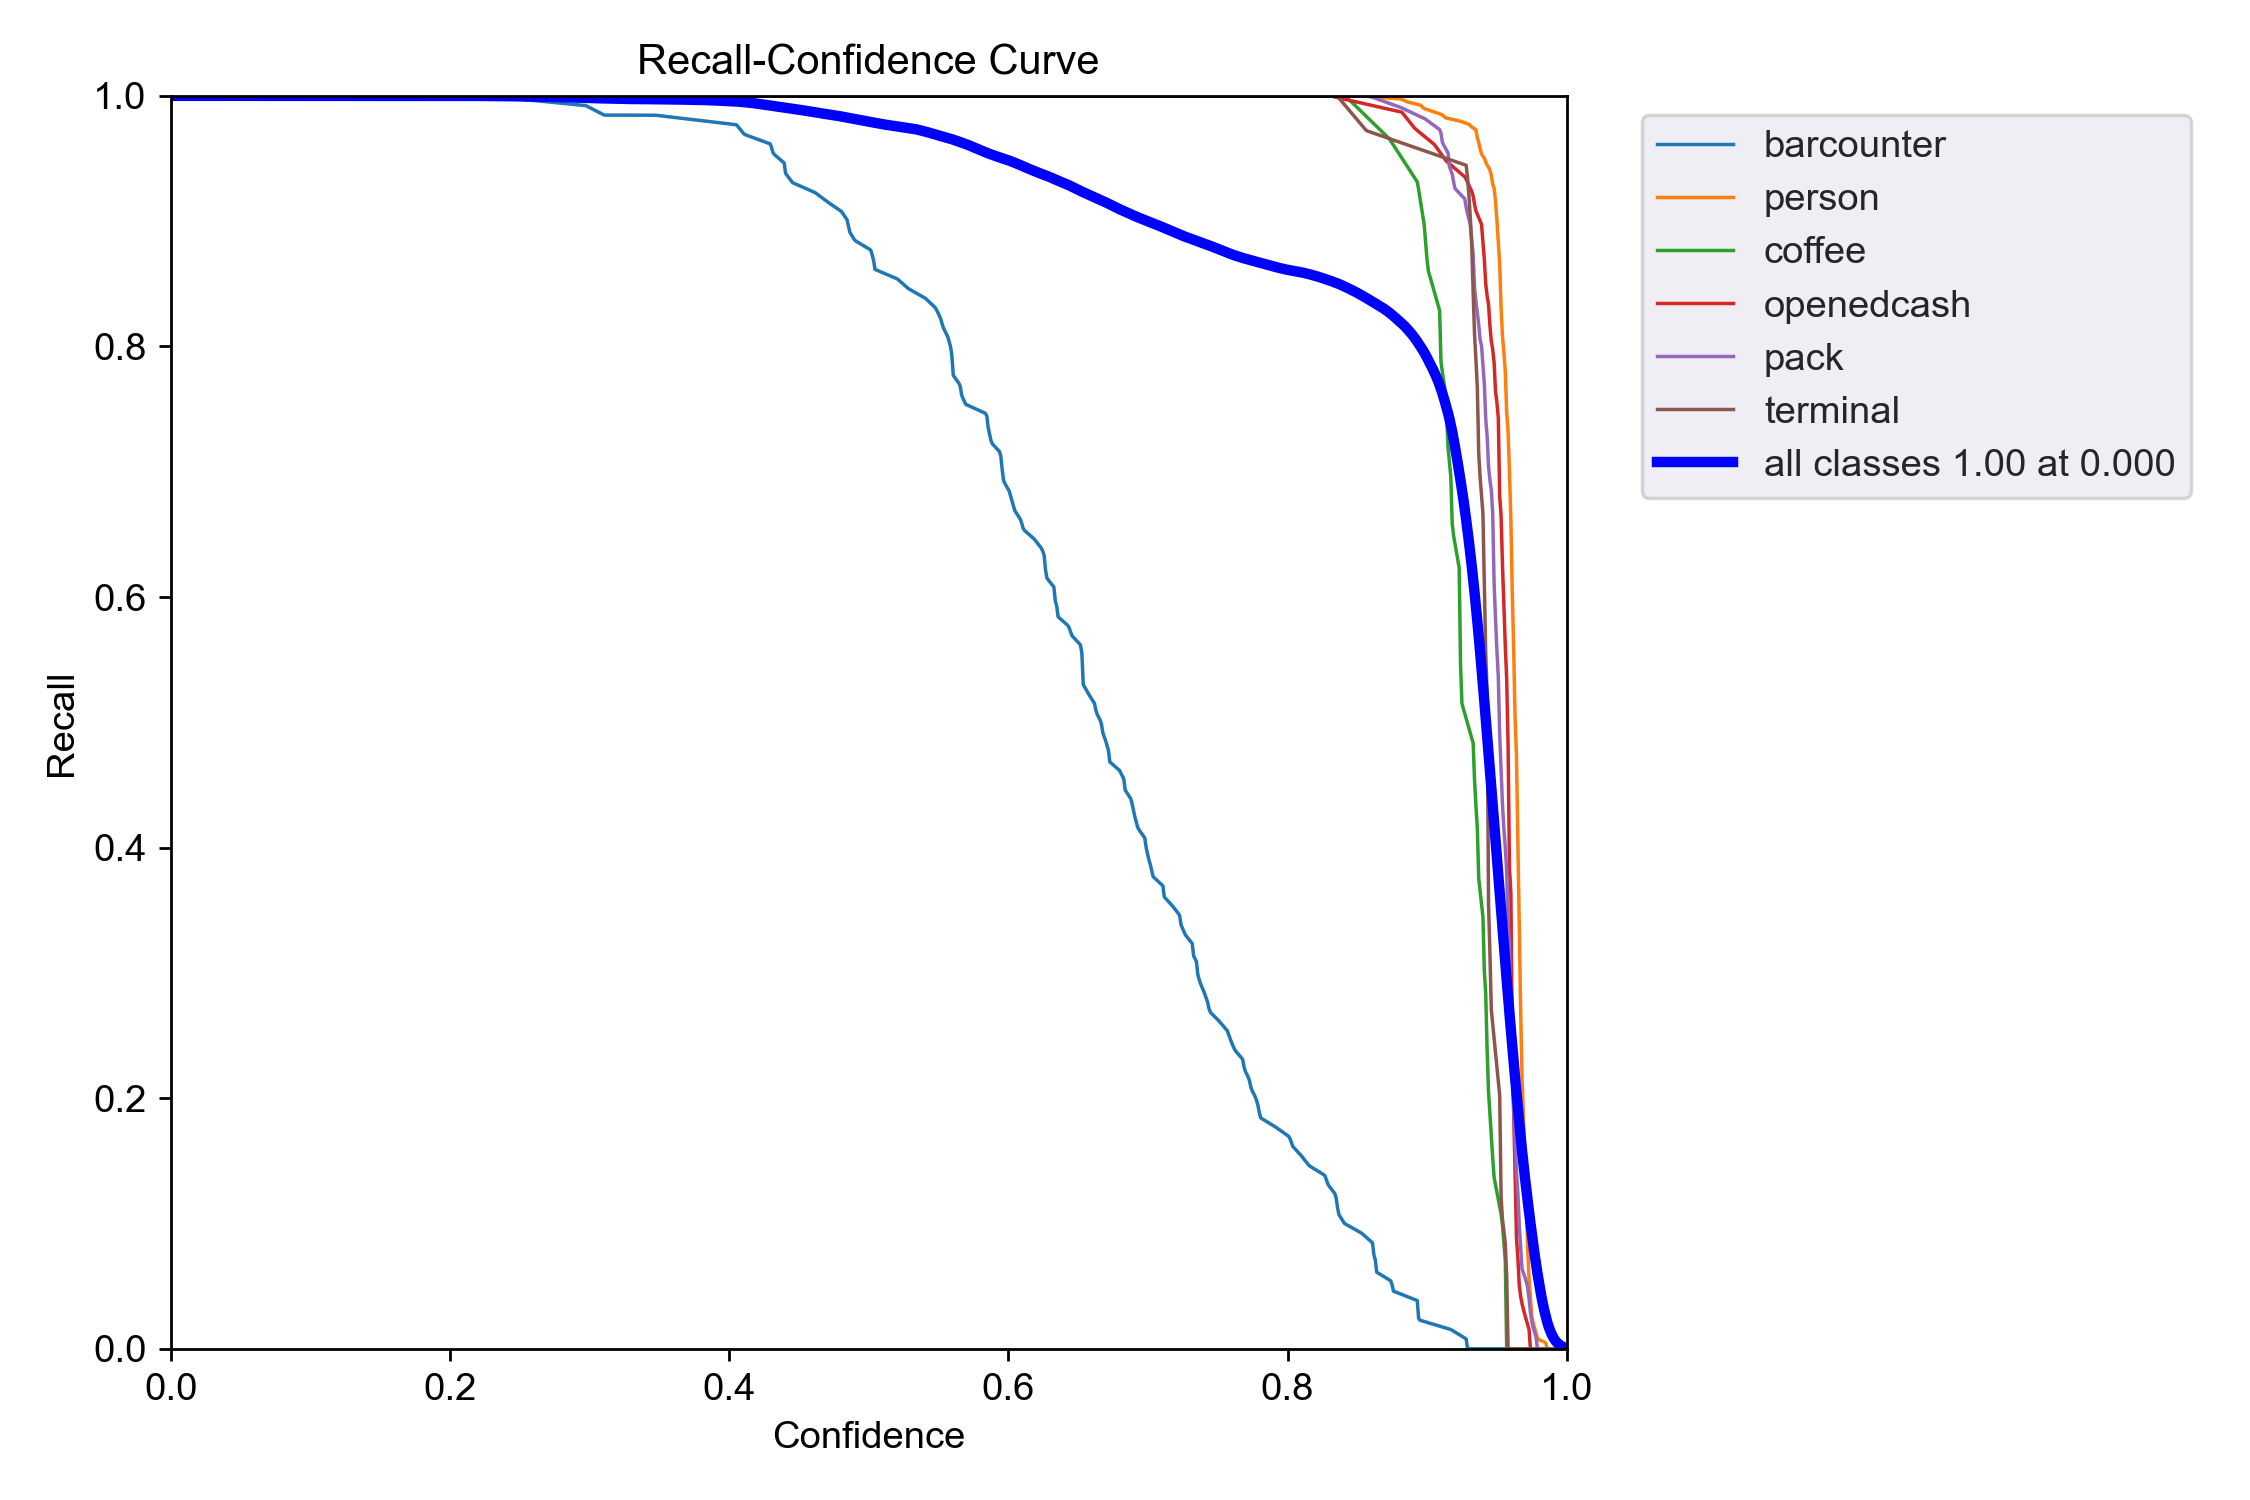 Recall-Confidence Curve
1.0
0.8
0.6
0.4
0.2
0.0
Recall
0.0 0.2 0.4 0.6 0.8 1.0
Confidence
barcounter
person
coffee
openedcash
pack
terminal
all classes 1.00 at 0.000